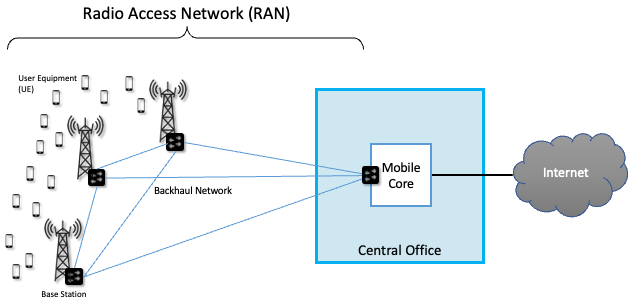 Radio Access Network (RAN)
User Equipment
(UE)
Backhaul Network
Base Station
Mobile
Core
Central Office
Internet